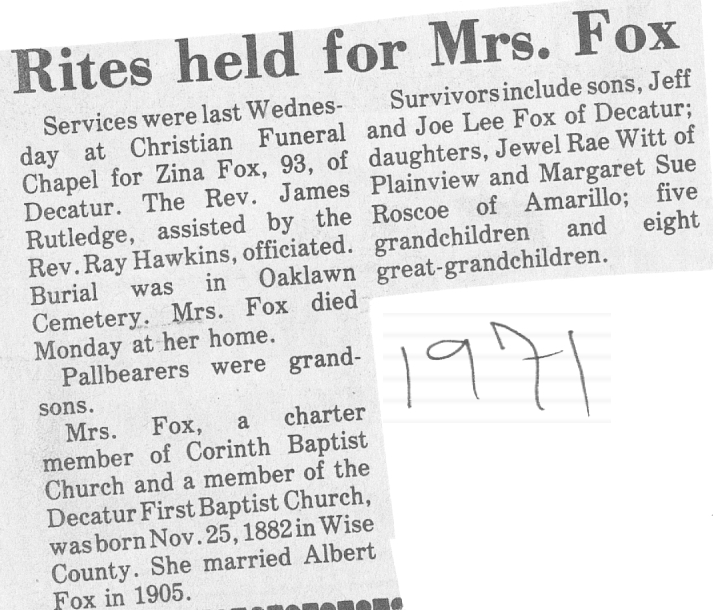 Rites held for Mrs. Fox
Services were last Wednes-
day at Christian Funeral
Chapel for Zina Fox, 93, of
Decatur. The Rev. James
Rutledge, assisted by the
Rev. Ray Hawkins, officiated.
Burial was in Oaklawn
Cemetery. Mrs. Fox died
Monday at her home.
Pallbearers were grand-
sons.
Mrs. Fox, a charter
member of Corinth Baptist
Church and a member of the
Decatur First Baptist Church,
was born Nov. 25, 1882 in Wise
County. She married Albert
Fox in 1905.
Survivors include sons, Jeff
and Joe Lee Fox of Decatur;
daughters, Jewel Rae Witt of
Plainview and Margaret Sue
Roscoe of Amarillo; five
grandchildren and eight
great-grandchildren.
1971